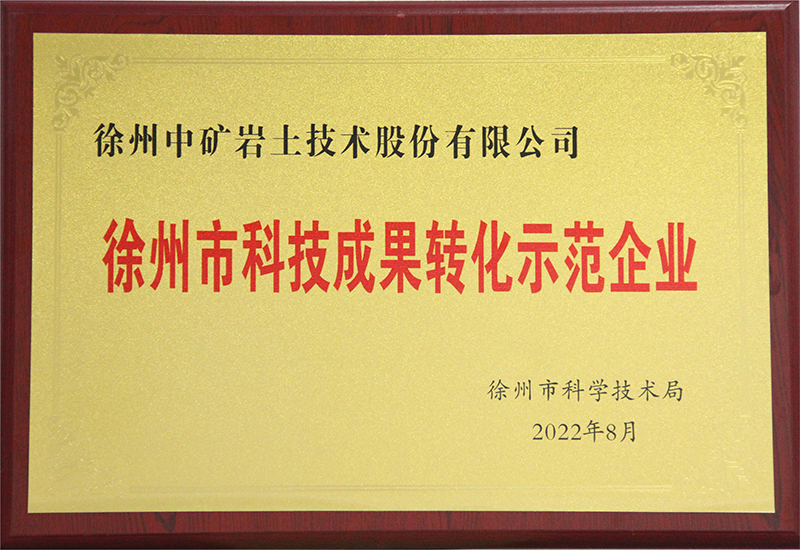 徐州中矿岩土技术股份有限公司
徐州市科技成果转化示范企业
徐州市科学技术局
2022年8月